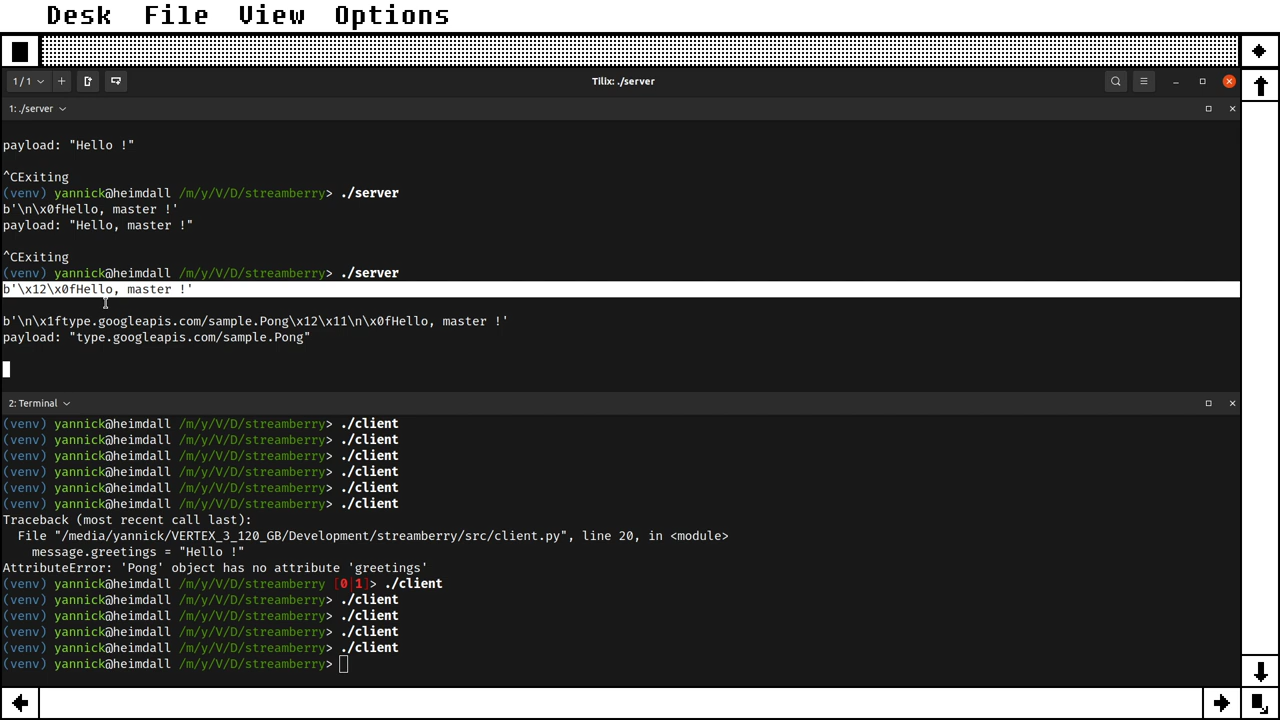 Desk File View Options
1/1
Tilix: ./server
1: ./server
payload: "Hello !"
^CExiting
(venv) yannick@heimdall /m/y/V/D/streamberry> ./server
b'\n\x0fHello, master !'
payload: "Hello, master !"
^CExiting
(venv) yannick@heimdall /m/y/V/D/streamberry> ./server
b'\x12\x0fHello, master !'
b'\n\x1ftype.googleapis.com/sample.Pong\x12\x11\n\x0fHello, master !'
payload: "type.googleapis.com/sample.Pong"
2: Terminal
(venv) yannick@heimdall /m/y/V/D/streamberry> ./client
(venv) yannick@heimdall /m/y/V/D/streamberry> ./client
(venv) yannick@heimdall /m/y/V/D/streamberry> ./client
(venv) yannick@heimdall /m/y/V/D/streamberry> ./client
(venv) yannick@heimdall /m/y/V/D/streamberry> ./client
(venv) yannick@heimdall /m/y/V/D/streamberry> ./client
Traceback (most recent call last):
  File "/media/yannick/VERTEX_3_120_GB/Development/streamberry/src/client.py", line 20, in <module>
    message.greetings = "Hello !"
AttributeError: 'Pong' object has no attribute 'greetings'
(venv) yannick@heimdall /m/y/V/D/streamberry [0|1]> ./client
(venv) yannick@heimdall /m/y/V/D/streamberry> ./client
(venv) yannick@heimdall /m/y/V/D/streamberry> ./client
(venv) yannick@heimdall /m/y/V/D/streamberry> ./client
(venv) yannick@heimdall /m/y/V/D/streamberry> ./client
(venv) yannick@heimdall /m/y/V/D/streamberry>